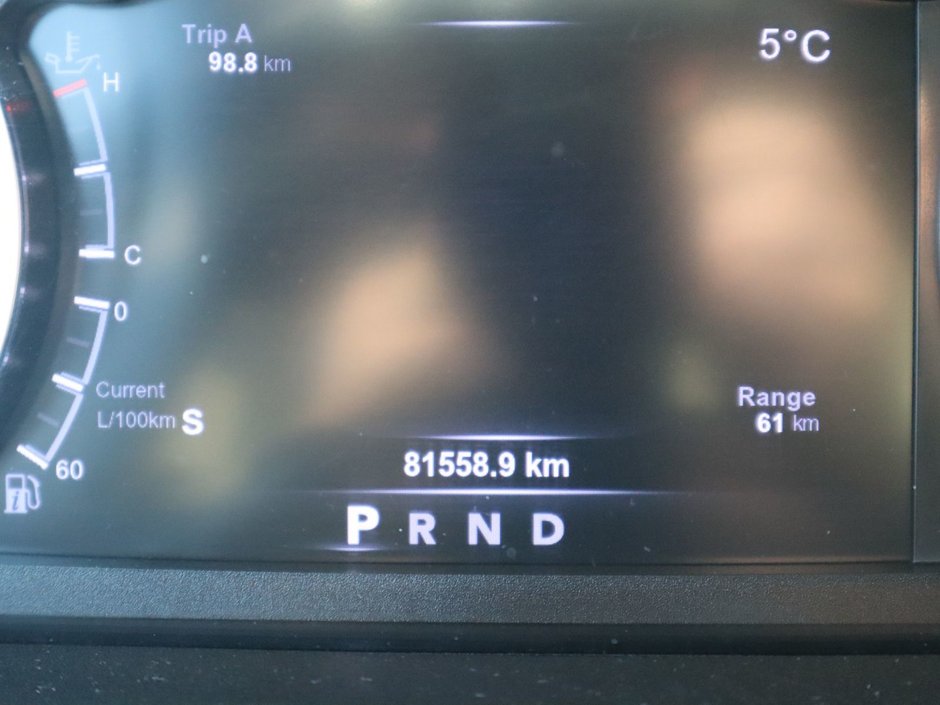 Trip A
98.8 km
5°C
H
C
0
Current
L/100km S
60
Range
61 km
81558.9 km
P R N D